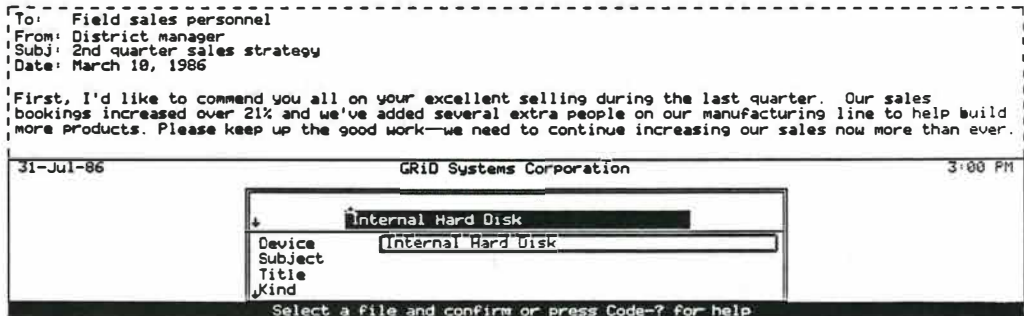 To: Field sales personnel
From: District manager
Subj: 2nd quarter sales strategy
Date: March 10, 1986
First, I'd like to commend you all on your excellent selling during the last quarter. Our sales
bookings increased over 21% and we've added several extra people on our manufacturing line to help build
more products. Please keep up the good work—we need to continue increasing our sales now more than ever.
31-Jul-86 GRiD Systems Corporation 3:00 PM
Internal Hard Disk
Device Internal Hard Disk
Subject
Title
Kind
Select a file and confirm or press Code-? for help